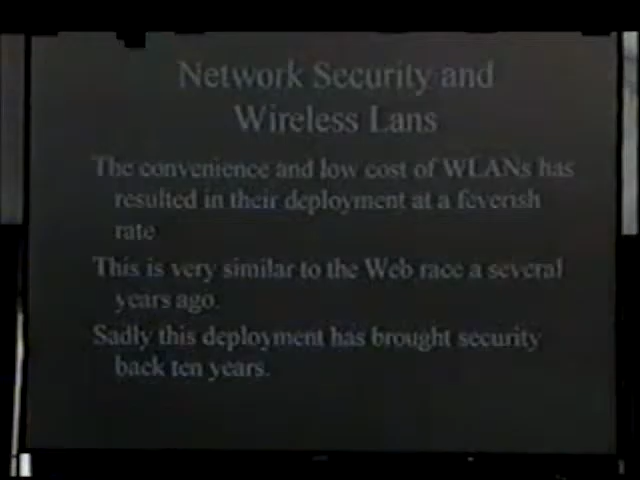 Network Security and
Wireless Lans
The convenience and low cost of WLANs has
resulted in their deployment at a feverish
rate
This is very similar to the Web race a several
years ago.
Sadly this deployment has brought security
back ten years.